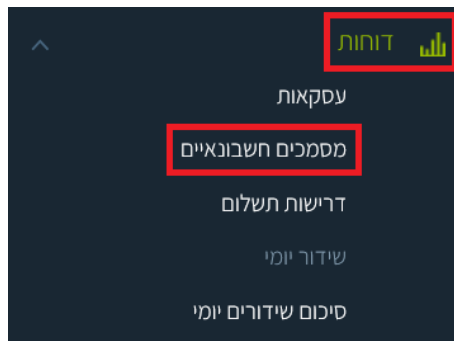 דוחות
עסקאות
מסמכים חשבונאיים
דרישות תשלום
שידור יומי
סיכום שידורים יומי